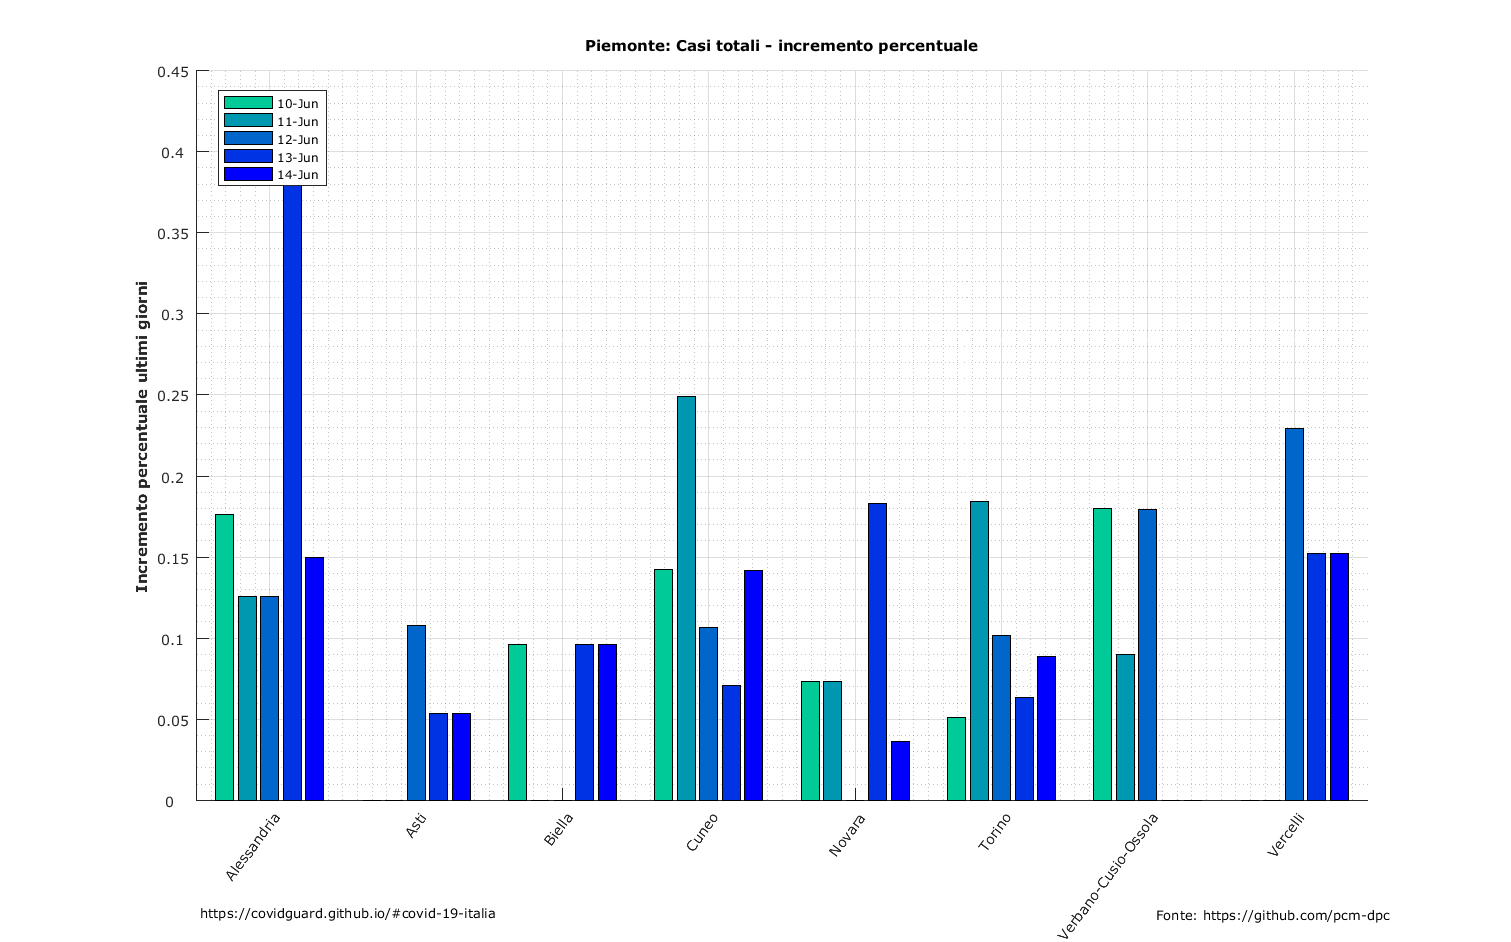 Piemonte: Casi totali - incremento percentuale
Incremento percentuale ultimi giorni
0.45
0.4
0.35
0.3
0.25
0.2
0.15
0.1
0.05
0
10-Jun
11-Jun
12-Jun
13-Jun
14-Jun
Alessandria
Asti
Biella
Cuneo
Novara
Torino
Verbano-Cusio-Ossola
Vercelli
https://covidguard.github.io/#covid-19-italia
Fonte: https://github.com/pcm-dpc